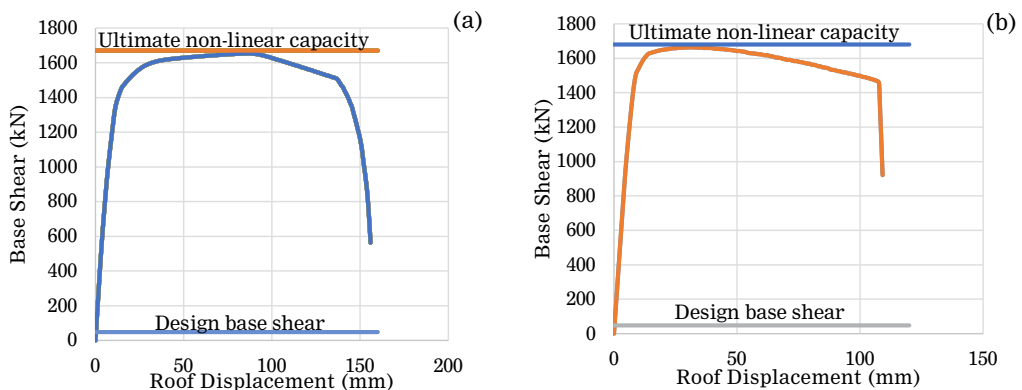 (a)
Ultimate non-linear capacity
1800
1600
1400
1200
1000
800
600
400
200
0
Base Shear (kN)
Design base shear
0 50 100 150 200
Roof Displacement (mm)
(b)
Ultimate non-linear capacity
1800
1600
1400
1200
1000
800
600
400
200
0
Base Shear (kN)
Design base shear
0 50 100 150
Roof Displacement (mm)